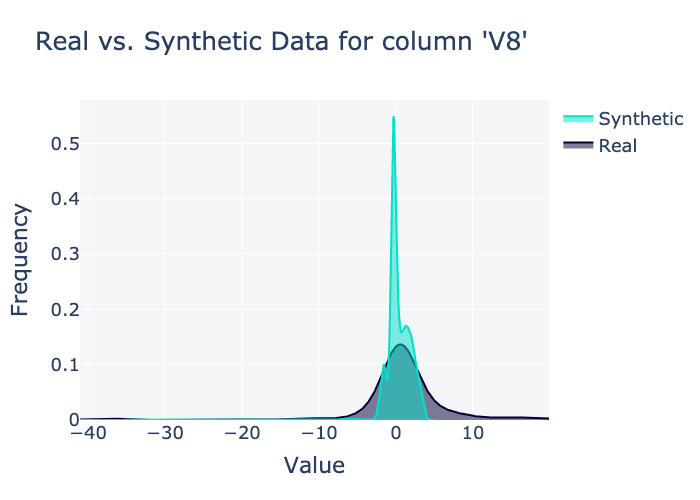 Real vs. Synthetic Data for column 'V8'
Synthetic
Real
Frequency
0.5
0.4
0.3
0.2
0.1
0
−40
−30
−20
−10
0
10
Value